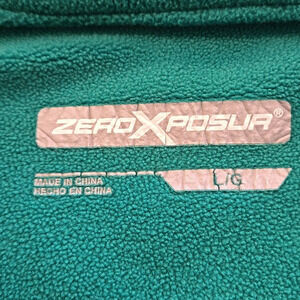 ZEROXPOSUR®
MADE IN CHINA
HECHO EN CHINA
L/G